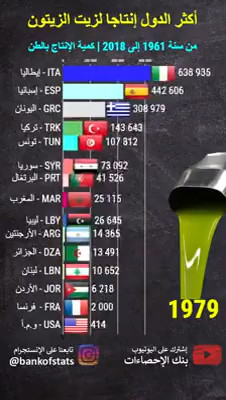 أكثر الدول إنتاجا لزيت الزيتون
من سنة 1961 إلى 2018 | كمية الإنتاج بالطن
إيطاليا - ITA 638 935
إسبانيا - ESP 442 606
اليونان - GRC 308 979
تركيا - TRK 143 643
تونس - TUN 107 812
سوريا - SYR 73 092
البرتغال - PRT 41 526
المغرب - MAR 25 115
ليبيا - LBY 26 645
الأرجنتين - ARG 14 365
الجزائر - DZA 13 491
لبنان - LBN 10 652
الأردن - JOR 6 218
فرنسا - FRA 2 000
و.م.أ - USA 414
1979
تابعنا على الإنستجرام
@bankofstats
إشترك على اليوتيوب
بنك الإحصاءات